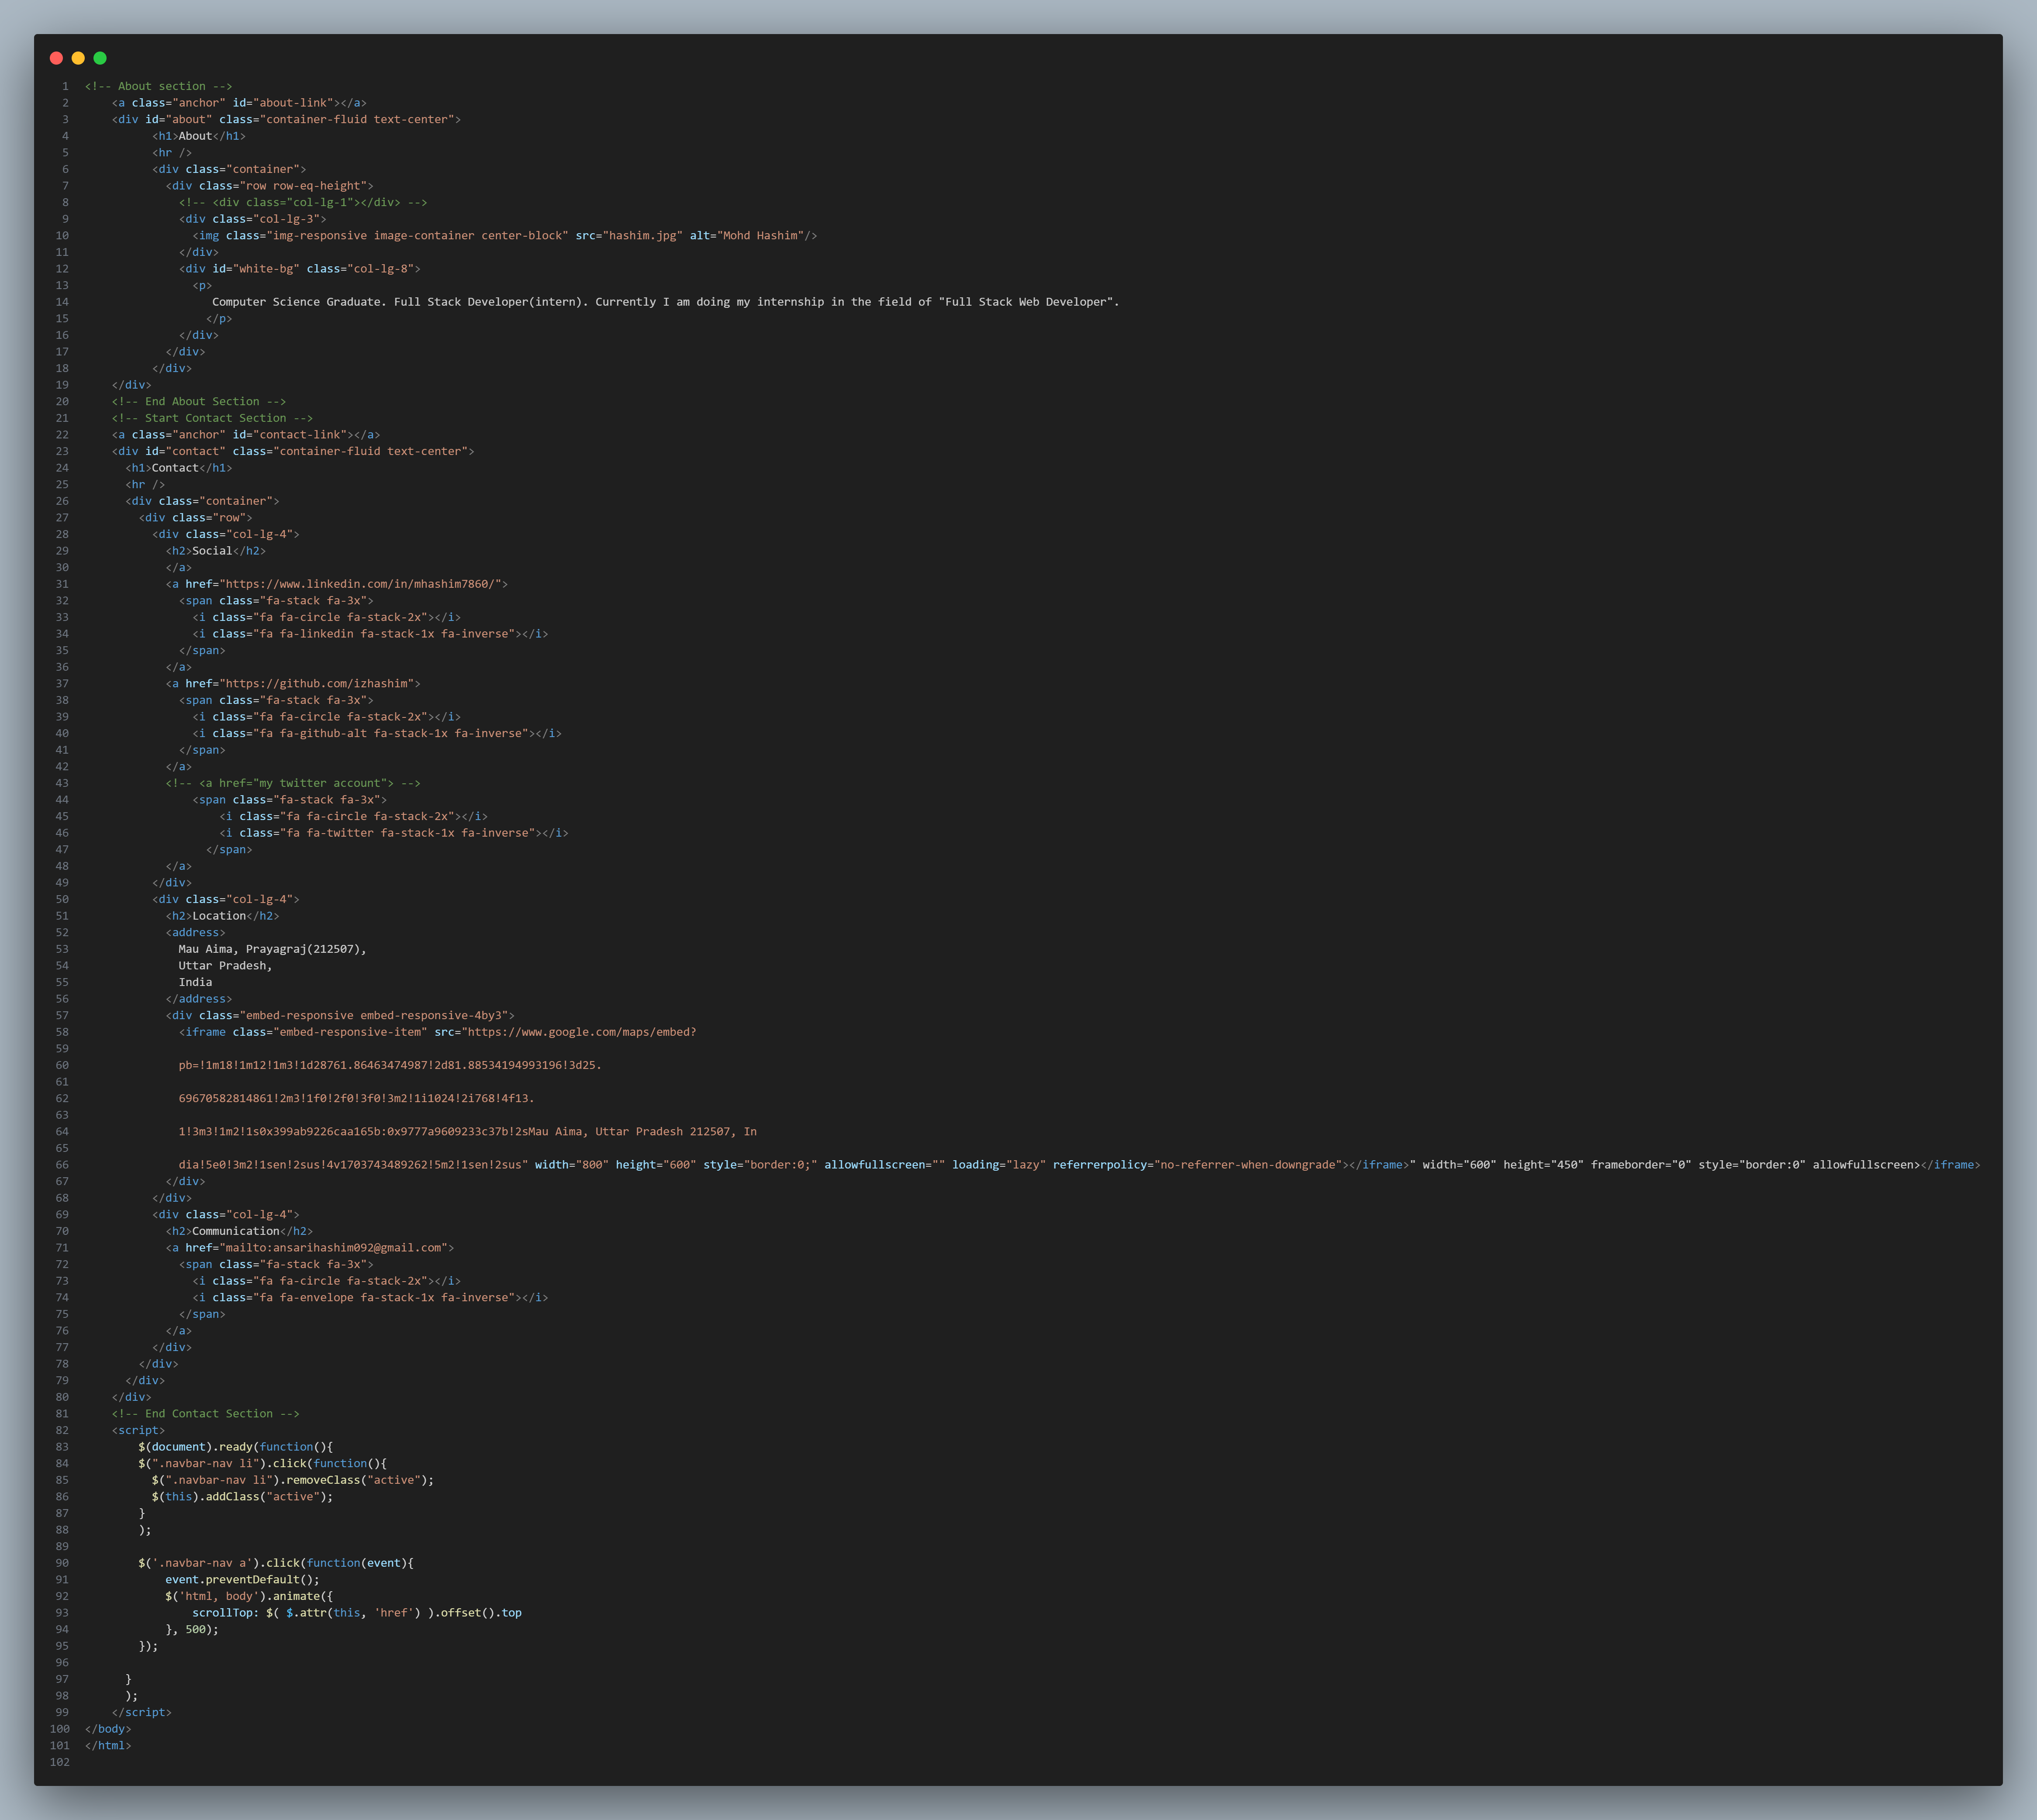 1 <!-- About section -->
2 <a class="anchor" id="about-link"></a>
3 <div id="about" class="container-fluid text-center">
4 <h1>About</h1>
5 <hr />
6 <div class="container">
7 <div class="row row-eq-height">
8 <!-- <div class="col-lg-1"></div> -->
9 <div class="col-lg-3">
10 <img class="img-responsive image-container center-block" src="hashim.jpg" alt="Mohd Hashim"/>
11 </div>
12 <div id="white-bg" class="col-lg-8">
13 <p>
14 Computer Science Graduate. Full Stack Developer(intern). Currently I am doing my internship in the field of "Full Stack Web Developer".
15 </p>
16 </div>
17 </div>
18 </div>
19 </div>
20 <!-- End About Section -->
21 <!-- Start Contact Section -->
22 <a class="anchor" id="contact-link"></a>
23 <div id="contact" class="container-fluid text-center">
24 <h1>Contact</h1>
25 <hr />
26 <div class="container">
27 <div class="row">
28 <div class="col-lg-4">
29 <h2>Social</h2>
30 </a>
31 <a href="https://www.linkedin.com/in/mhashim7860/">
32 <span class="fa-stack fa-3x">
33 <i class="fa fa-circle fa-stack-2x"></i>
34 <i class="fa fa-linkedin fa-stack-1x fa-inverse"></i>
35 </span>
36 </a>
37 <a href="https://github.com/izhashim">
38 <span class="fa-stack fa-3x">
39 <i class="fa fa-circle fa-stack-2x"></i>
40 <i class="fa fa-github-alt fa-stack-1x fa-inverse"></i>
41 </span>
42 </a>
43 <!-- <a href="my twitter account"> -->
44 <span class="fa-stack fa-3x">
45 <i class="fa fa-circle fa-stack-2x"></i>
46 <i class="fa fa-twitter fa-stack-1x fa-inverse"></i>
47 </span>
48 </a>
49 </div>
50 <div class="col-lg-4">
51 <h2>Location</h2>
52 <address>
53 Mau Aima, Prayagraj(212507),
54 Uttar Pradesh,
55 India
56 </address>
57 <div class="embed-responsive embed-responsive-4by3">
58 <iframe class="embed-responsive-item" src="https://www.google.com/maps/embed?
59
60 pb=!1m18!1m12!1m3!1d28761.86463474987!2d81.88534194993196!3d25.
61
62 69670582814861!2m3!1f0!2f0!3f0!3m2!1i1024!2i768!4f13.
63
64 1!3m3!1m2!1s0x399ab9226caa165b:0x9777a9609233c37b!2sMau Aima, Uttar Pradesh 212507, In
65
66 dia!5e0!3m2!1sen!2sus!4v1703743489262!5m2!1sen!2sus" width="800" height="600" style="border:0;" allowfullscreen="" loading="lazy" referrerpolicy="no-referrer-when-downgrade"></iframe>" width="600" height="450" frameborder="0" style="border:0" allowfullscreen></iframe>
67 </div>
68 </div>
69 <div class="col-lg-4">
70 <h2>Communication</h2>
71 <a href="mailto:ansarihashim092@gmail.com">
72 <span class="fa-stack fa-3x">
73 <i class="fa fa-circle fa-stack-2x"></i>
74 <i class="fa fa-envelope fa-stack-1x fa-inverse"></i>
75 </span>
76 </a>
77 </div>
78 </div>
79 </div>
80 </div>
81 <!-- End Contact Section -->
82 <script>
83 $(document).ready(function(){
84 $(".navbar-nav li").click(function(){
85 $(".navbar-nav li").removeClass("active");
86 $(this).addClass("active");
87 }
88 );
89
90 $('.navbar-nav a').click(function(event){
91 event.preventDefault();
92 $('html, body').animate({
93 scrollTop: $( $.attr(this, 'href') ).offset().top
94 }, 500);
95 });
96
97 }
98 );
99 </script>
100 </body>
101 </html>
102